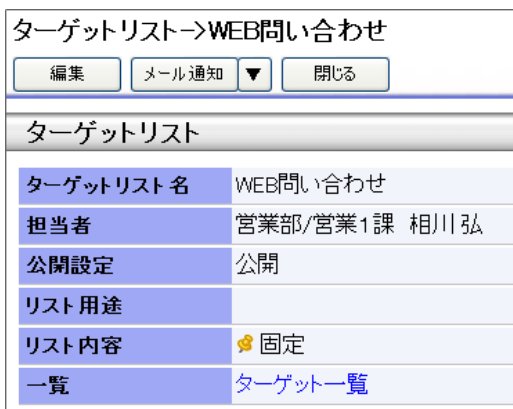 ターゲットリスト->WEB問い合わせ
編集 メール通知 ▼ 閉じる
ターゲットリスト
ターゲットリスト名 WEB問い合わせ
担当者 営業部/営業1課 相川弘
公開設定 公開
リスト用途
リスト内容 固定
一覧 ターゲット一覧